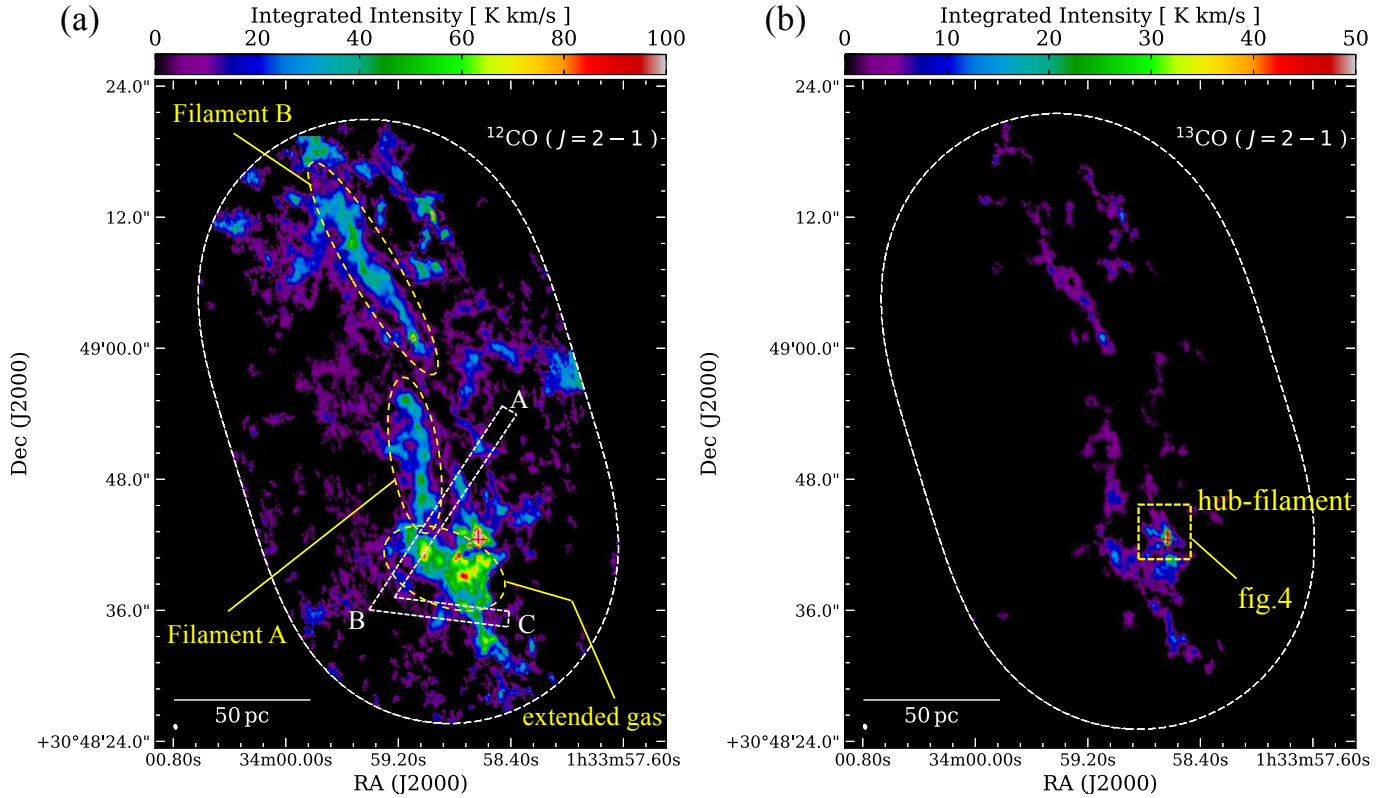 (a)
Integrated Intensity [ K km/s ]
0 20 40 60 80 100
24.0"
12.0"
49'00.0"
48.0"
36.0"
+30°48'24.0"
Dec (J2000)
Filament B
¹²CO ( J = 2 − 1 )
A
B
C
Filament A
extended gas
50 pc
00.80s 34m00.00s 59.20s 58.40s 1h33m57.60s
RA (J2000)
(b)
Integrated Intensity [ K km/s ]
0 10 20 30 40 50
24.0"
12.0"
49'00.0"
48.0"
36.0"
+30°48'24.0"
Dec (J2000)
¹³CO ( J = 2 − 1 )
hub-filament
fig.4
50 pc
00.80s 34m00.00s 59.20s 58.40s 1h33m57.60s
RA (J2000)